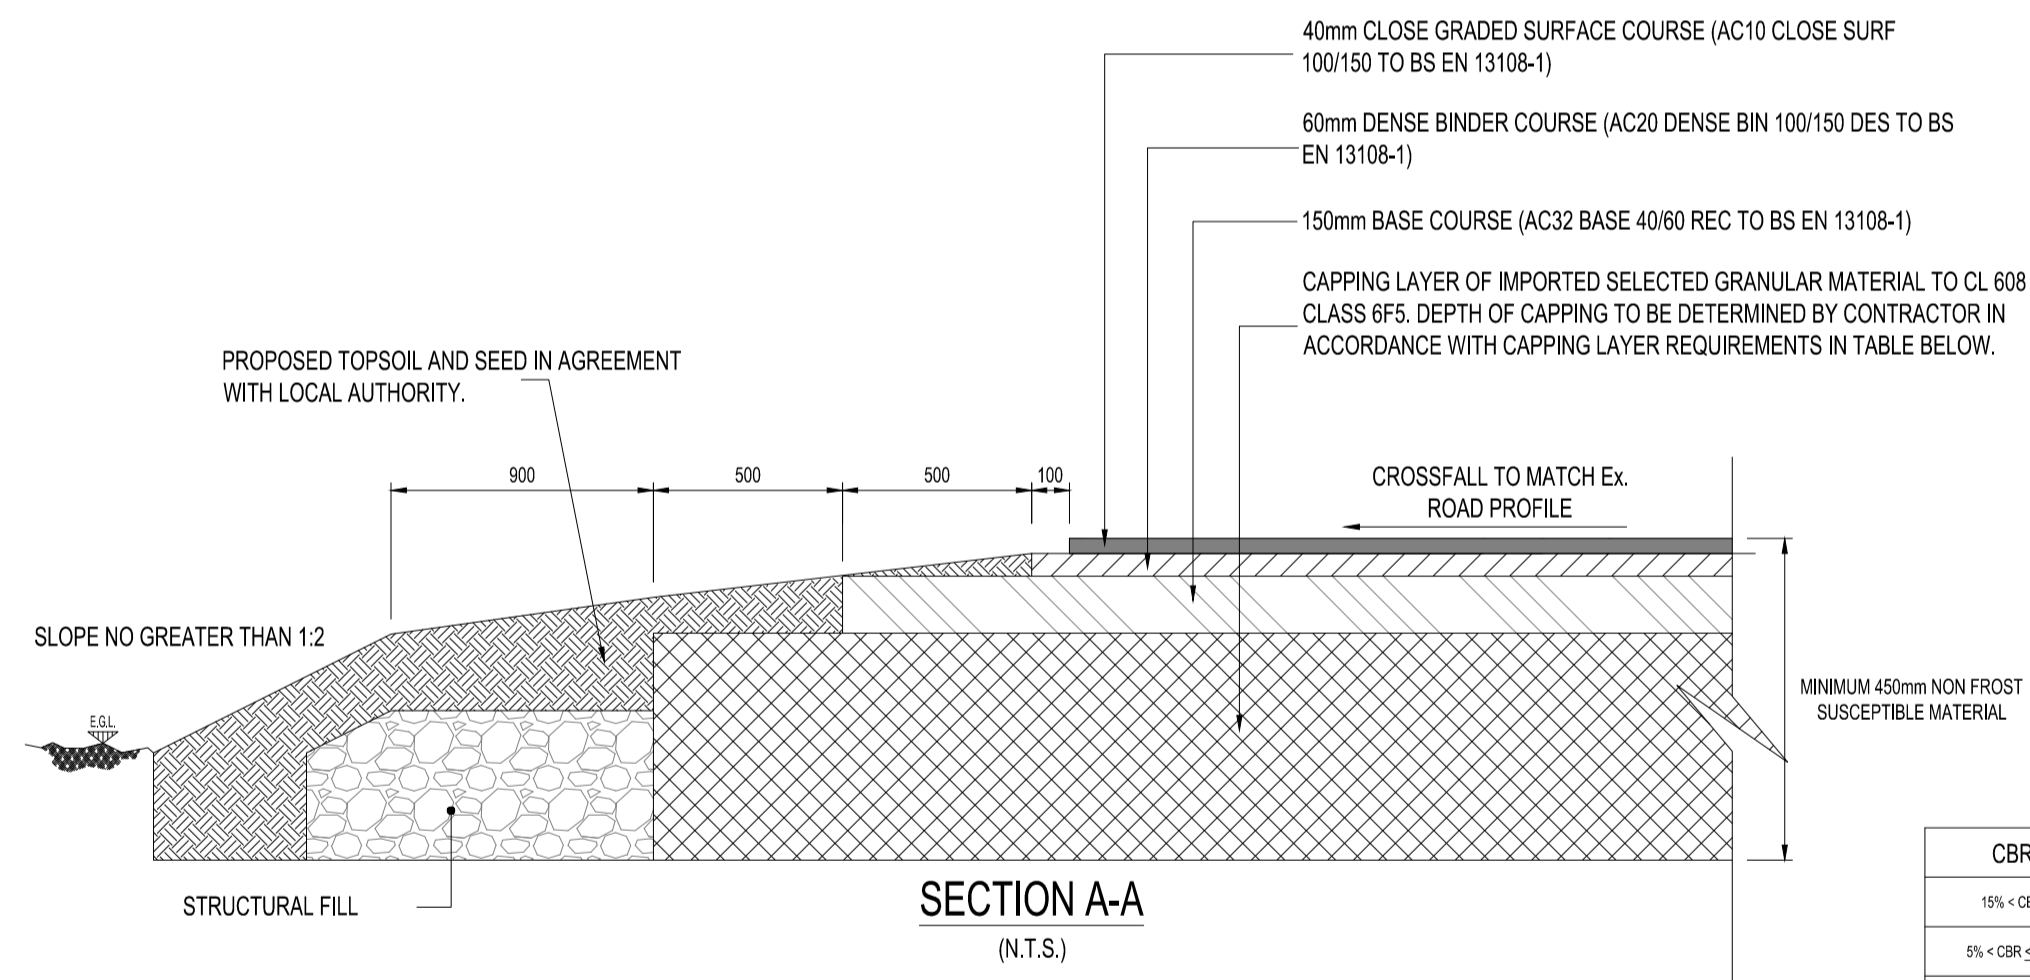 40mm CLOSE GRADED SURFACE COURSE (AC10 CLOSE SURF
100/150 TO BS EN 13108-1)
60mm DENSE BINDER COURSE (AC20 DENSE BIN 100/150 DES TO BS
EN 13108-1)
150mm BASE COURSE (AC32 BASE 40/60 REC TO BS EN 13108-1)
CAPPING LAYER OF IMPORTED SELECTED GRANULAR MATERIAL TO CL 608
CLASS 6F5. DEPTH OF CAPPING TO BE DETERMINED BY CONTRACTOR IN
ACCORDANCE WITH CAPPING LAYER REQUIREMENTS IN TABLE BELOW.
PROPOSED TOPSOIL AND SEED IN AGREEMENT
WITH LOCAL AUTHORITY.
900
500
500
100
CROSSFALL TO MATCH Ex.
ROAD PROFILE
SLOPE NO GREATER THAN 1:2
E.G.L.
MINIMUM 450mm NON FROST
SUSCEPTIBLE MATERIAL
STRUCTURAL FILL
SECTION A-A
(N.T.S.)
CBR
15% < CB
5% < CBR ≤